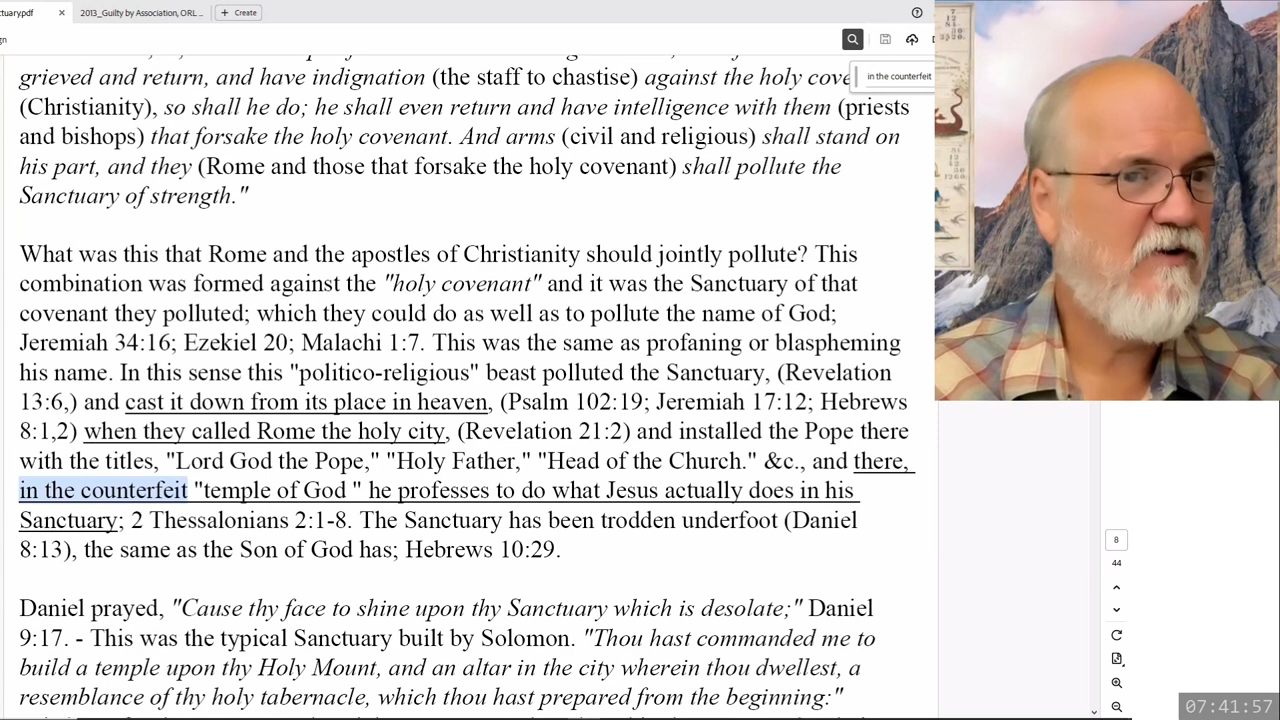 ctuary.pdf
2013_Guilty by Association, ORL ...
Create
gn
in the counterfeit
grieved and return, and have indignation (the staff to chastise) against the holy cove
(Christianity), so shall he do; he shall even return and have intelligence with them (priests
and bishops) that forsake the holy covenant. And arms (civil and religious) shall stand on
his part, and they (Rome and those that forsake the holy covenant) shall pollute the
Sanctuary of strength."
What was this that Rome and the apostles of Christianity should jointly pollute? This
combination was formed against the "holy covenant" and it was the Sanctuary of that
covenant they polluted; which they could do as well as to pollute the name of God;
Jeremiah 34:16; Ezekiel 20; Malachi 1:7. This was the same as profaning or blaspheming
his name. In this sense this "politico-religious" beast polluted the Sanctuary, (Revelation
13:6,) and cast it down from its place in heaven, (Psalm 102:19; Jeremiah 17:12; Hebrews
8:1,2) when they called Rome the holy city, (Revelation 21:2) and installed the Pope there
with the titles, "Lord God the Pope," "Holy Father," "Head of the Church." &c., and there,
in the counterfeit "temple of God " he professes to do what Jesus actually does in his
Sanctuary; 2 Thessalonians 2:1-8. The Sanctuary has been trodden underfoot (Daniel
8:13), the same as the Son of God has; Hebrews 10:29.
Daniel prayed, "Cause thy face to shine upon thy Sanctuary which is desolate;" Daniel
9:17. - This was the typical Sanctuary built by Solomon. "Thou hast commanded me to
build a temple upon thy Holy Mount, and an altar in the city wherein thou dwellest, a
resemblance of thy holy tabernacle, which thou hast prepared from the beginning:"
8
44
07:41:57